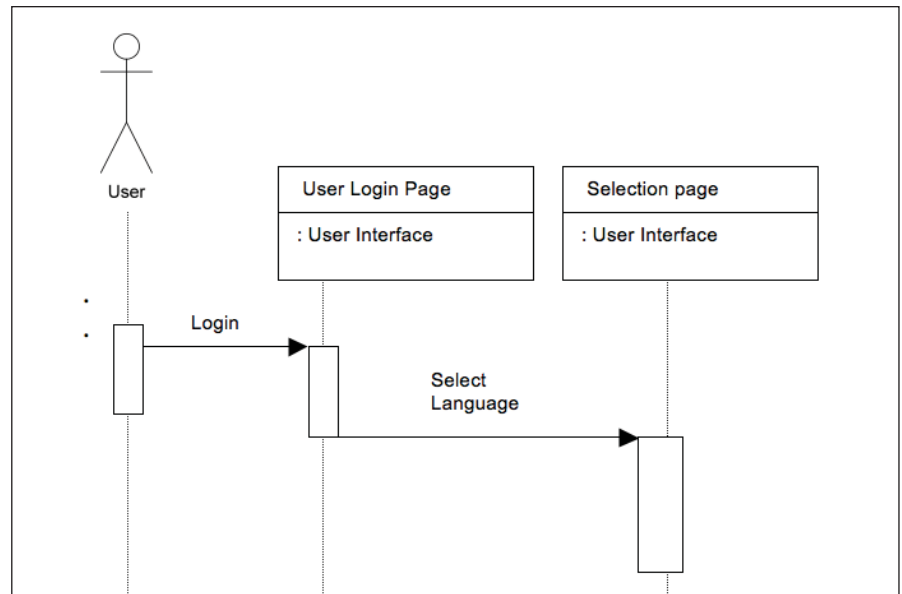 User
User Login Page
: User Interface
Selection page
: User Interface
Login
Select
Language